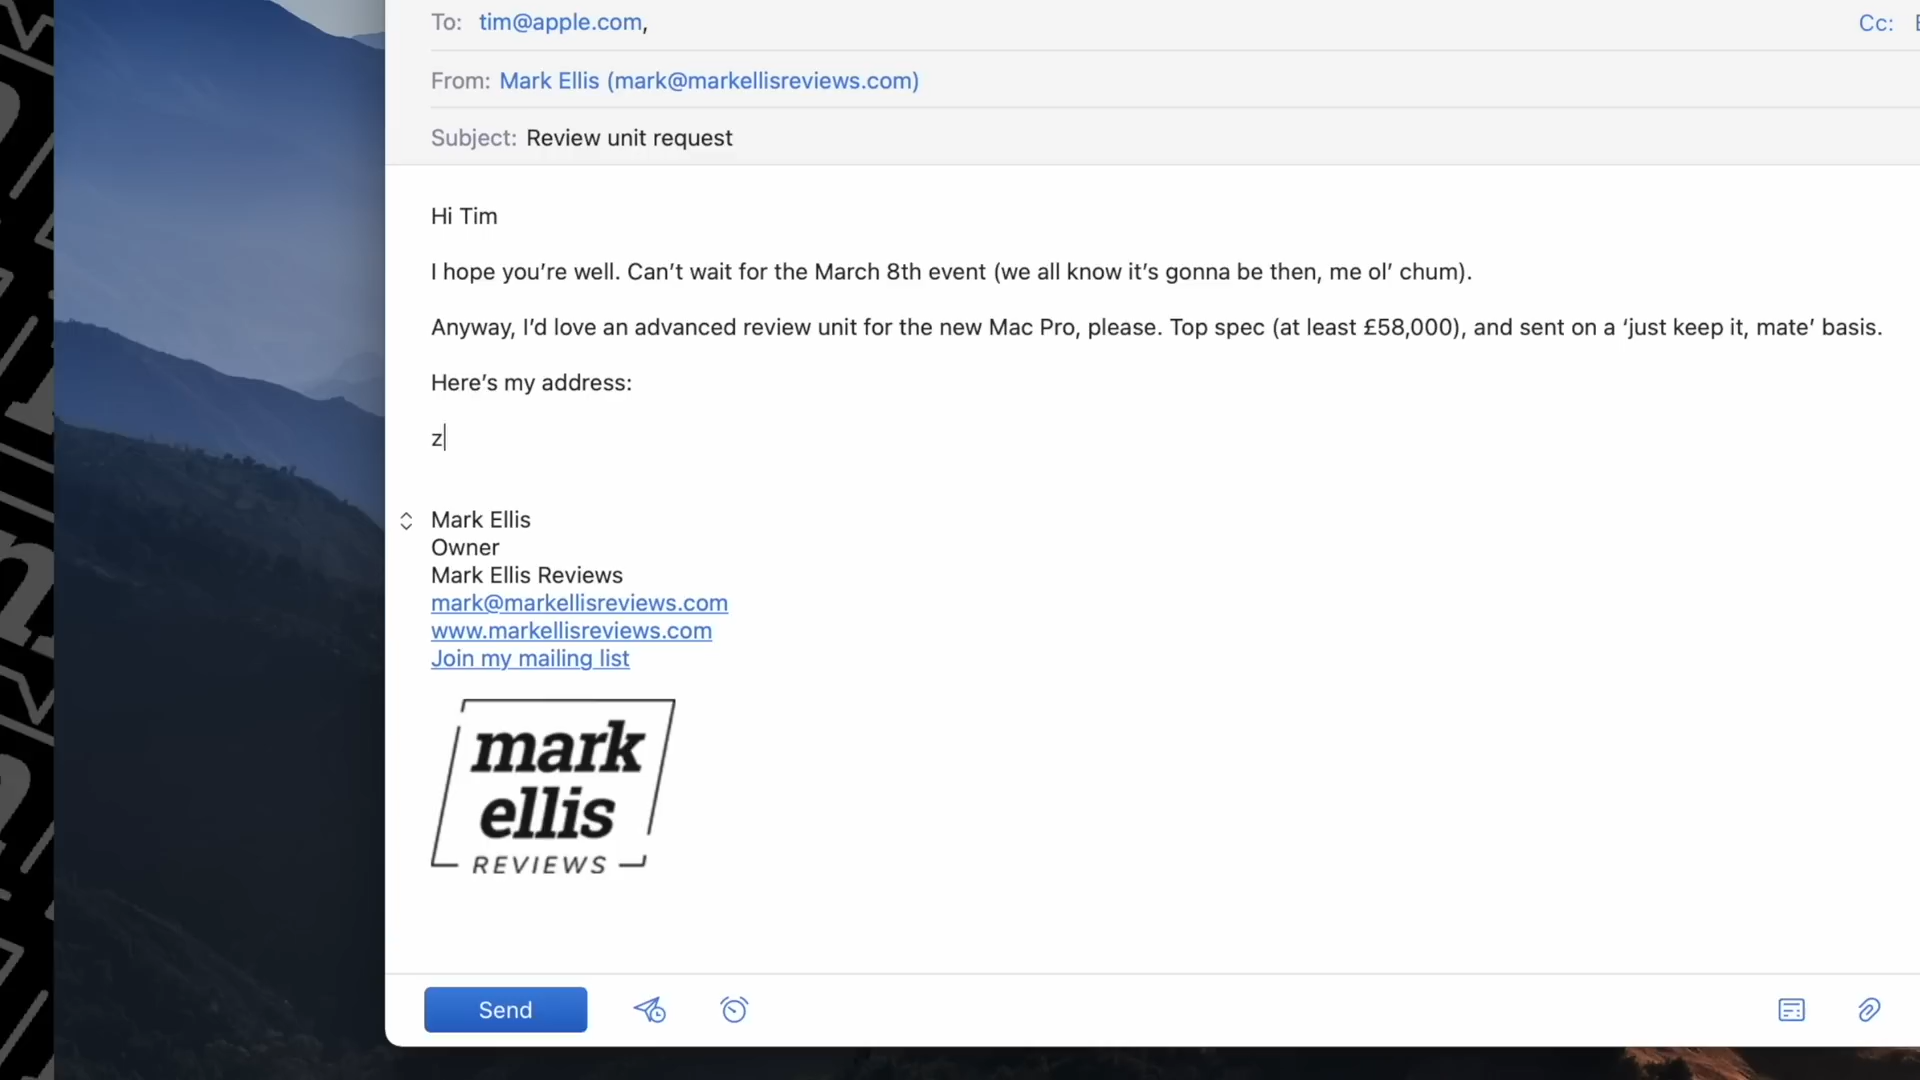 To: tim@apple.com,
Cc:
From: Mark Ellis (mark@markellisreviews.com)
Subject: Review unit request
Hi Tim
I hope you’re well. Can’t wait for the March 8th event (we all know it’s gonna be then, me ol’ chum).
Anyway, I’d love an advanced review unit for the new Mac Pro, please. Top spec (at least £58,000), and sent on a ‘just keep it, mate’ basis.
Here’s my address:
z
Mark Ellis
Owner
Mark Ellis Reviews
mark@markellisreviews.com
www.markellisreviews.com
Join my mailing list
mark
ellis
REVIEWS
Send